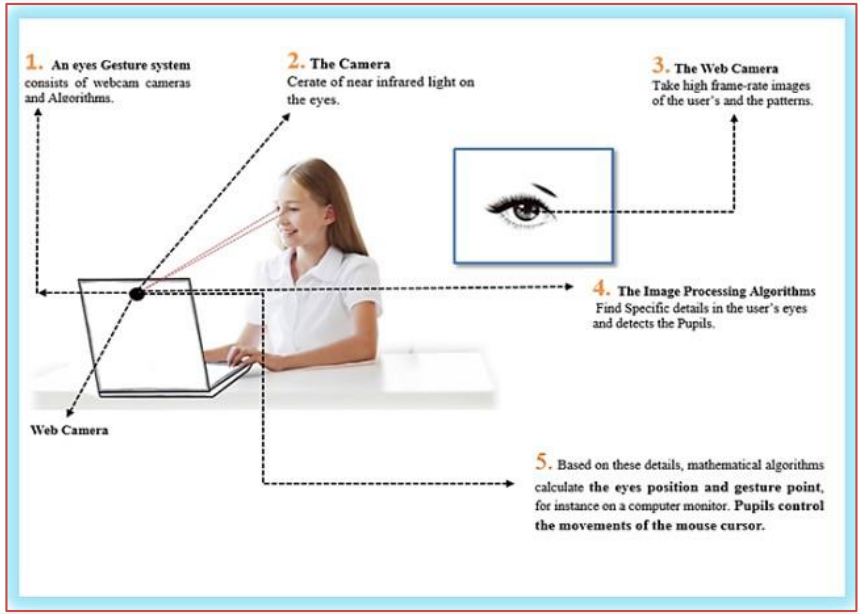 1. An eyes Gesture system
consists of webcam cameras
and Algorithms.
2. The Camera
Cerate of near infrared light on
the eyes.
3. The Web Camera
Take high frame-rate images
of the user's and the patterns.
4. The Image Processing Algorithms
Find Specific details in the user's eyes
and detects the Pupils.
Web Camera
5. Based on these details, mathematical algorithms
calculate the eyes position and gesture point,
for instance on a computer monitor. Pupils control
the movements of the mouse cursor.